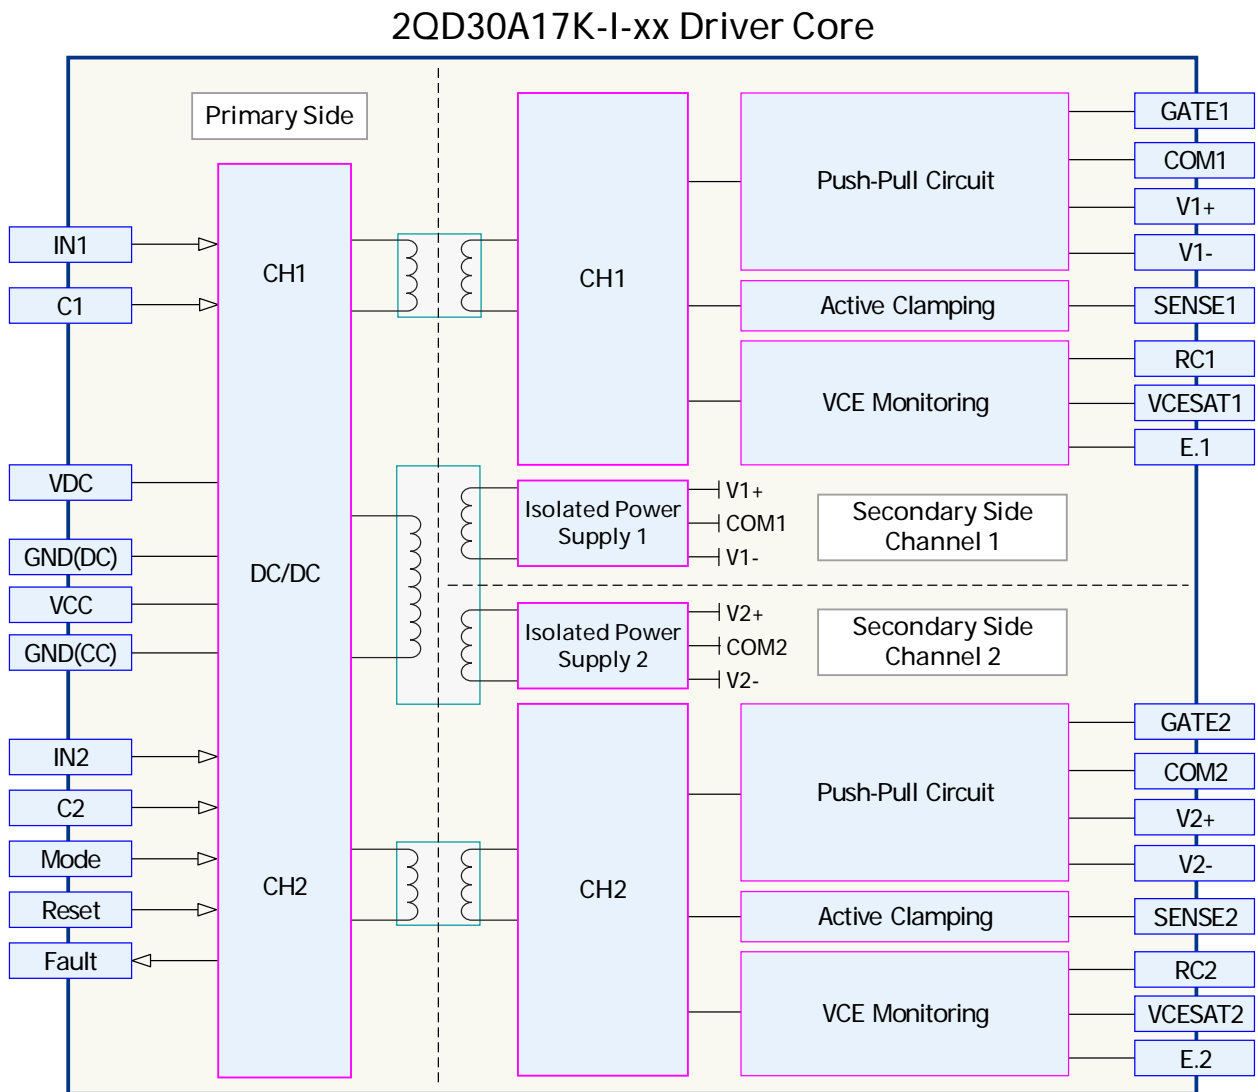 2QD30A17K-I-xx Driver Core
Primary Side
IN1
C1
VDC
GND(DC)
VCC
GND(CC)
IN2
C2
Mode
Reset
Fault
CH1
DC/DC
CH2
CH1
Push-Pull Circuit
Active Clamping
VCE Monitoring
GATE1
COM1
V1+
V1-
SENSE1
RC1
VCESAT1
E.1
Isolated Power
Supply 1
V1+
COM1
V1-
Secondary Side
Channel 1
Isolated Power
Supply 2
V2+
COM2
V2-
Secondary Side
Channel 2
CH2
Push-Pull Circuit
Active Clamping
VCE Monitoring
GATE2
COM2
V2+
V2-
SENSE2
RC2
VCESAT2
E.2